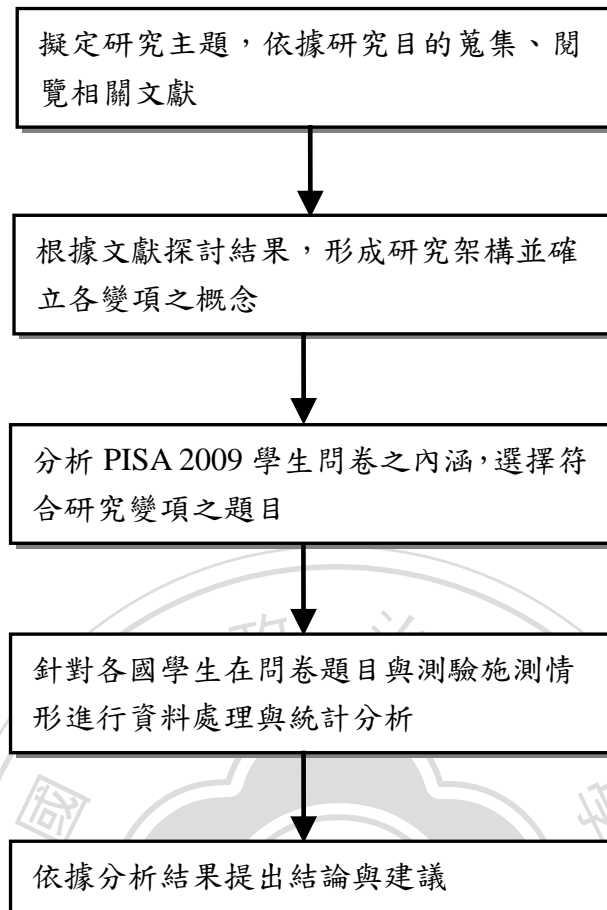 擬定研究主題，依據研究目的蒐集、閱
覽相關文獻
根據文獻探討結果，形成研究架構並確
立各變項之概念
分析 PISA 2009 學生問卷之內涵，選擇符
合研究變項之題目
針對各國學生在問卷題目與測驗施測情
形進行資料處理與統計分析
依據分析結果提出結論與建議
政 治
國
學